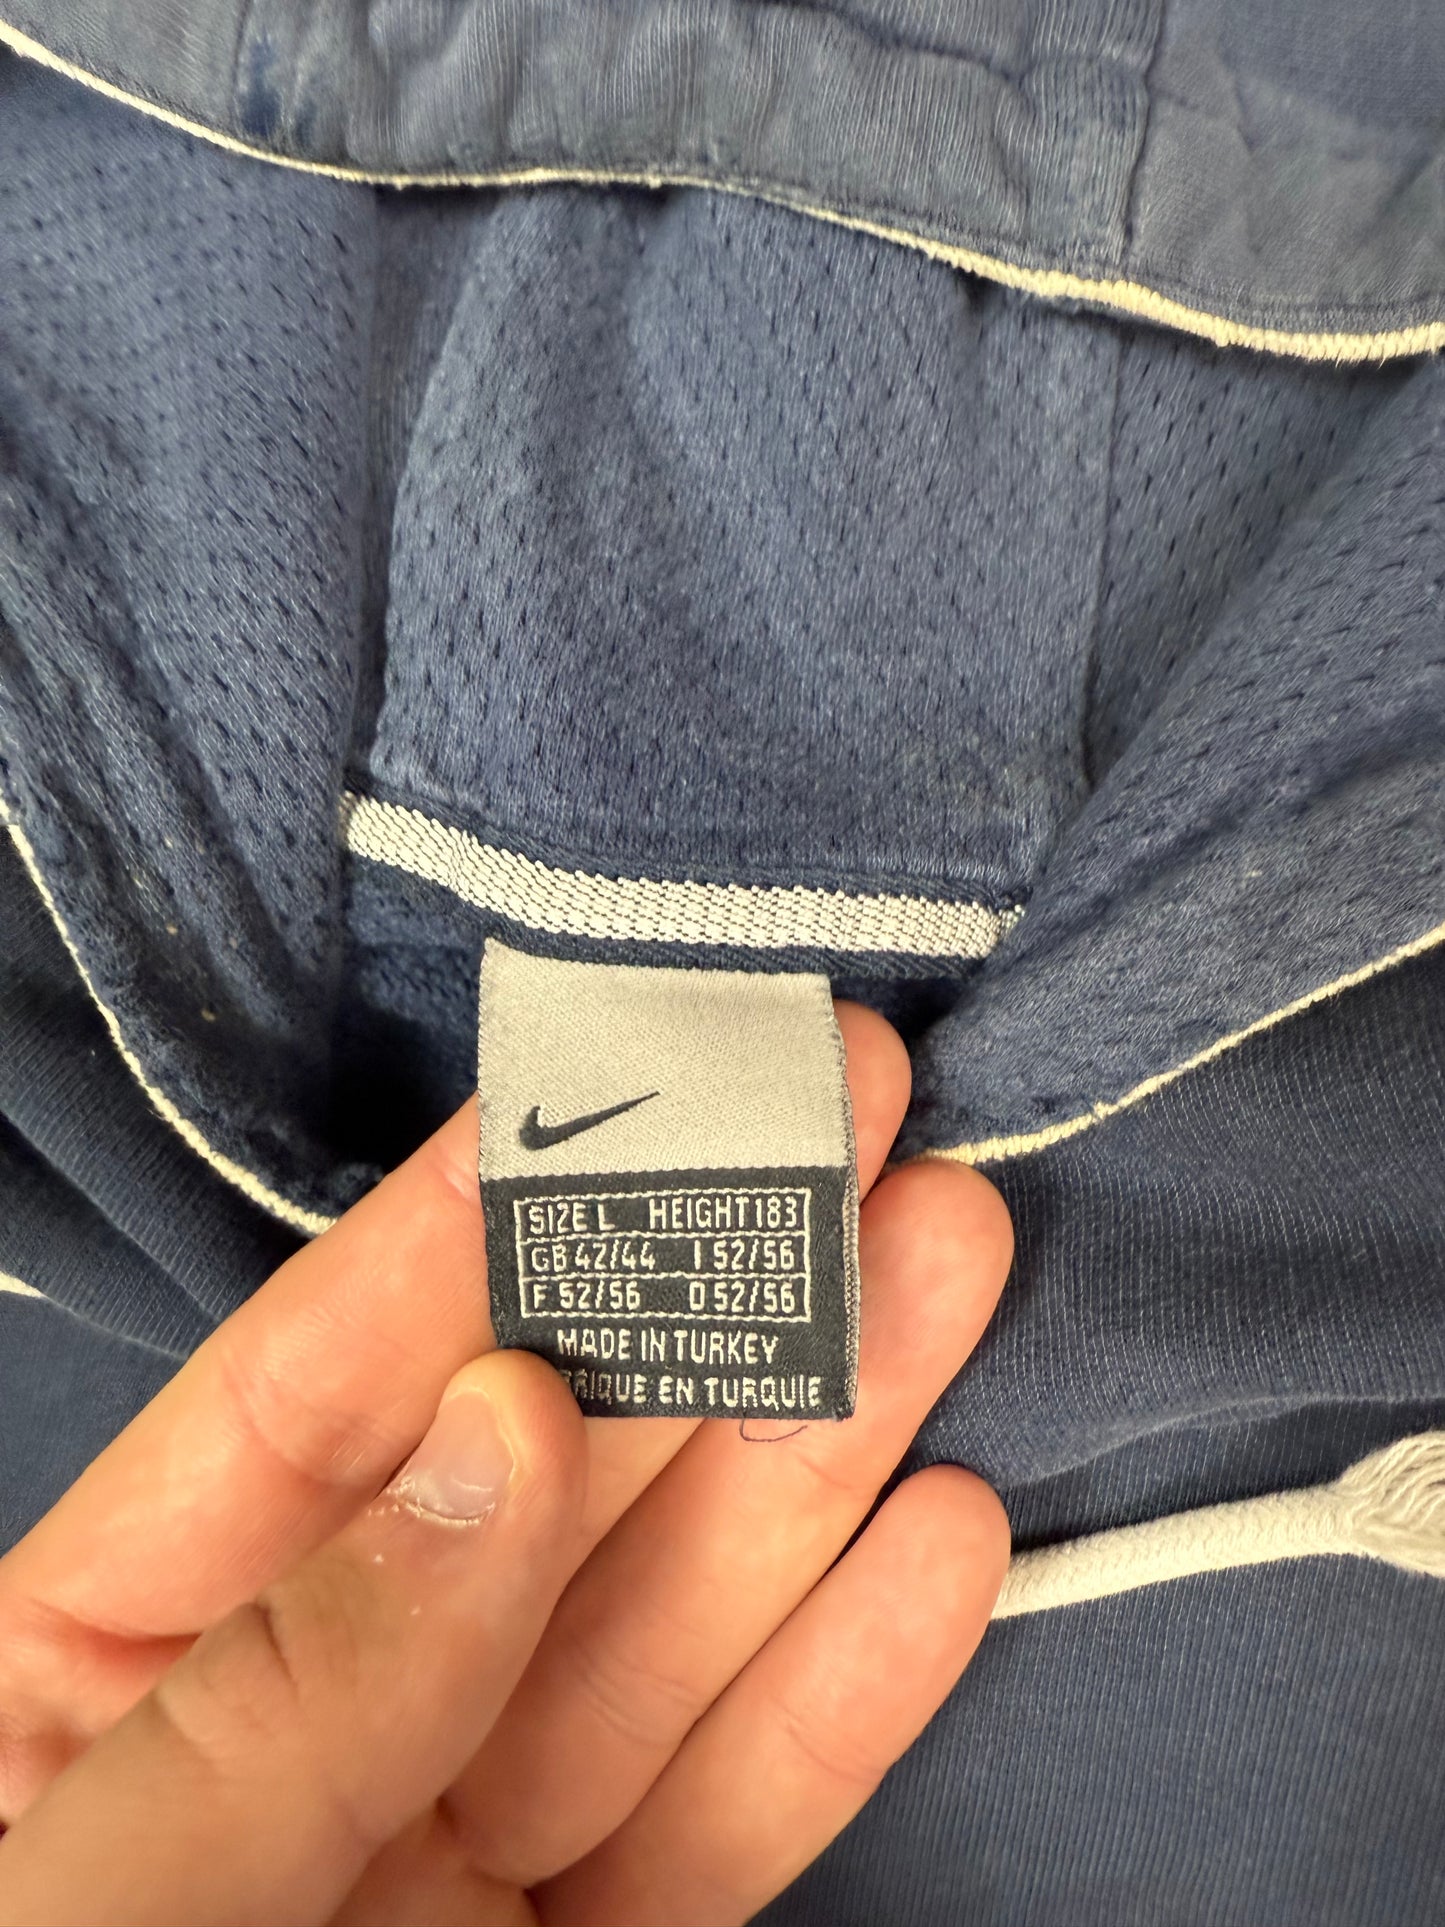 SIZE L HEIGHT 183
GB 42/44 I 52/56
F 52/56 D 52/56
MADE IN TURKEY
RIQUE EN TURQUIE